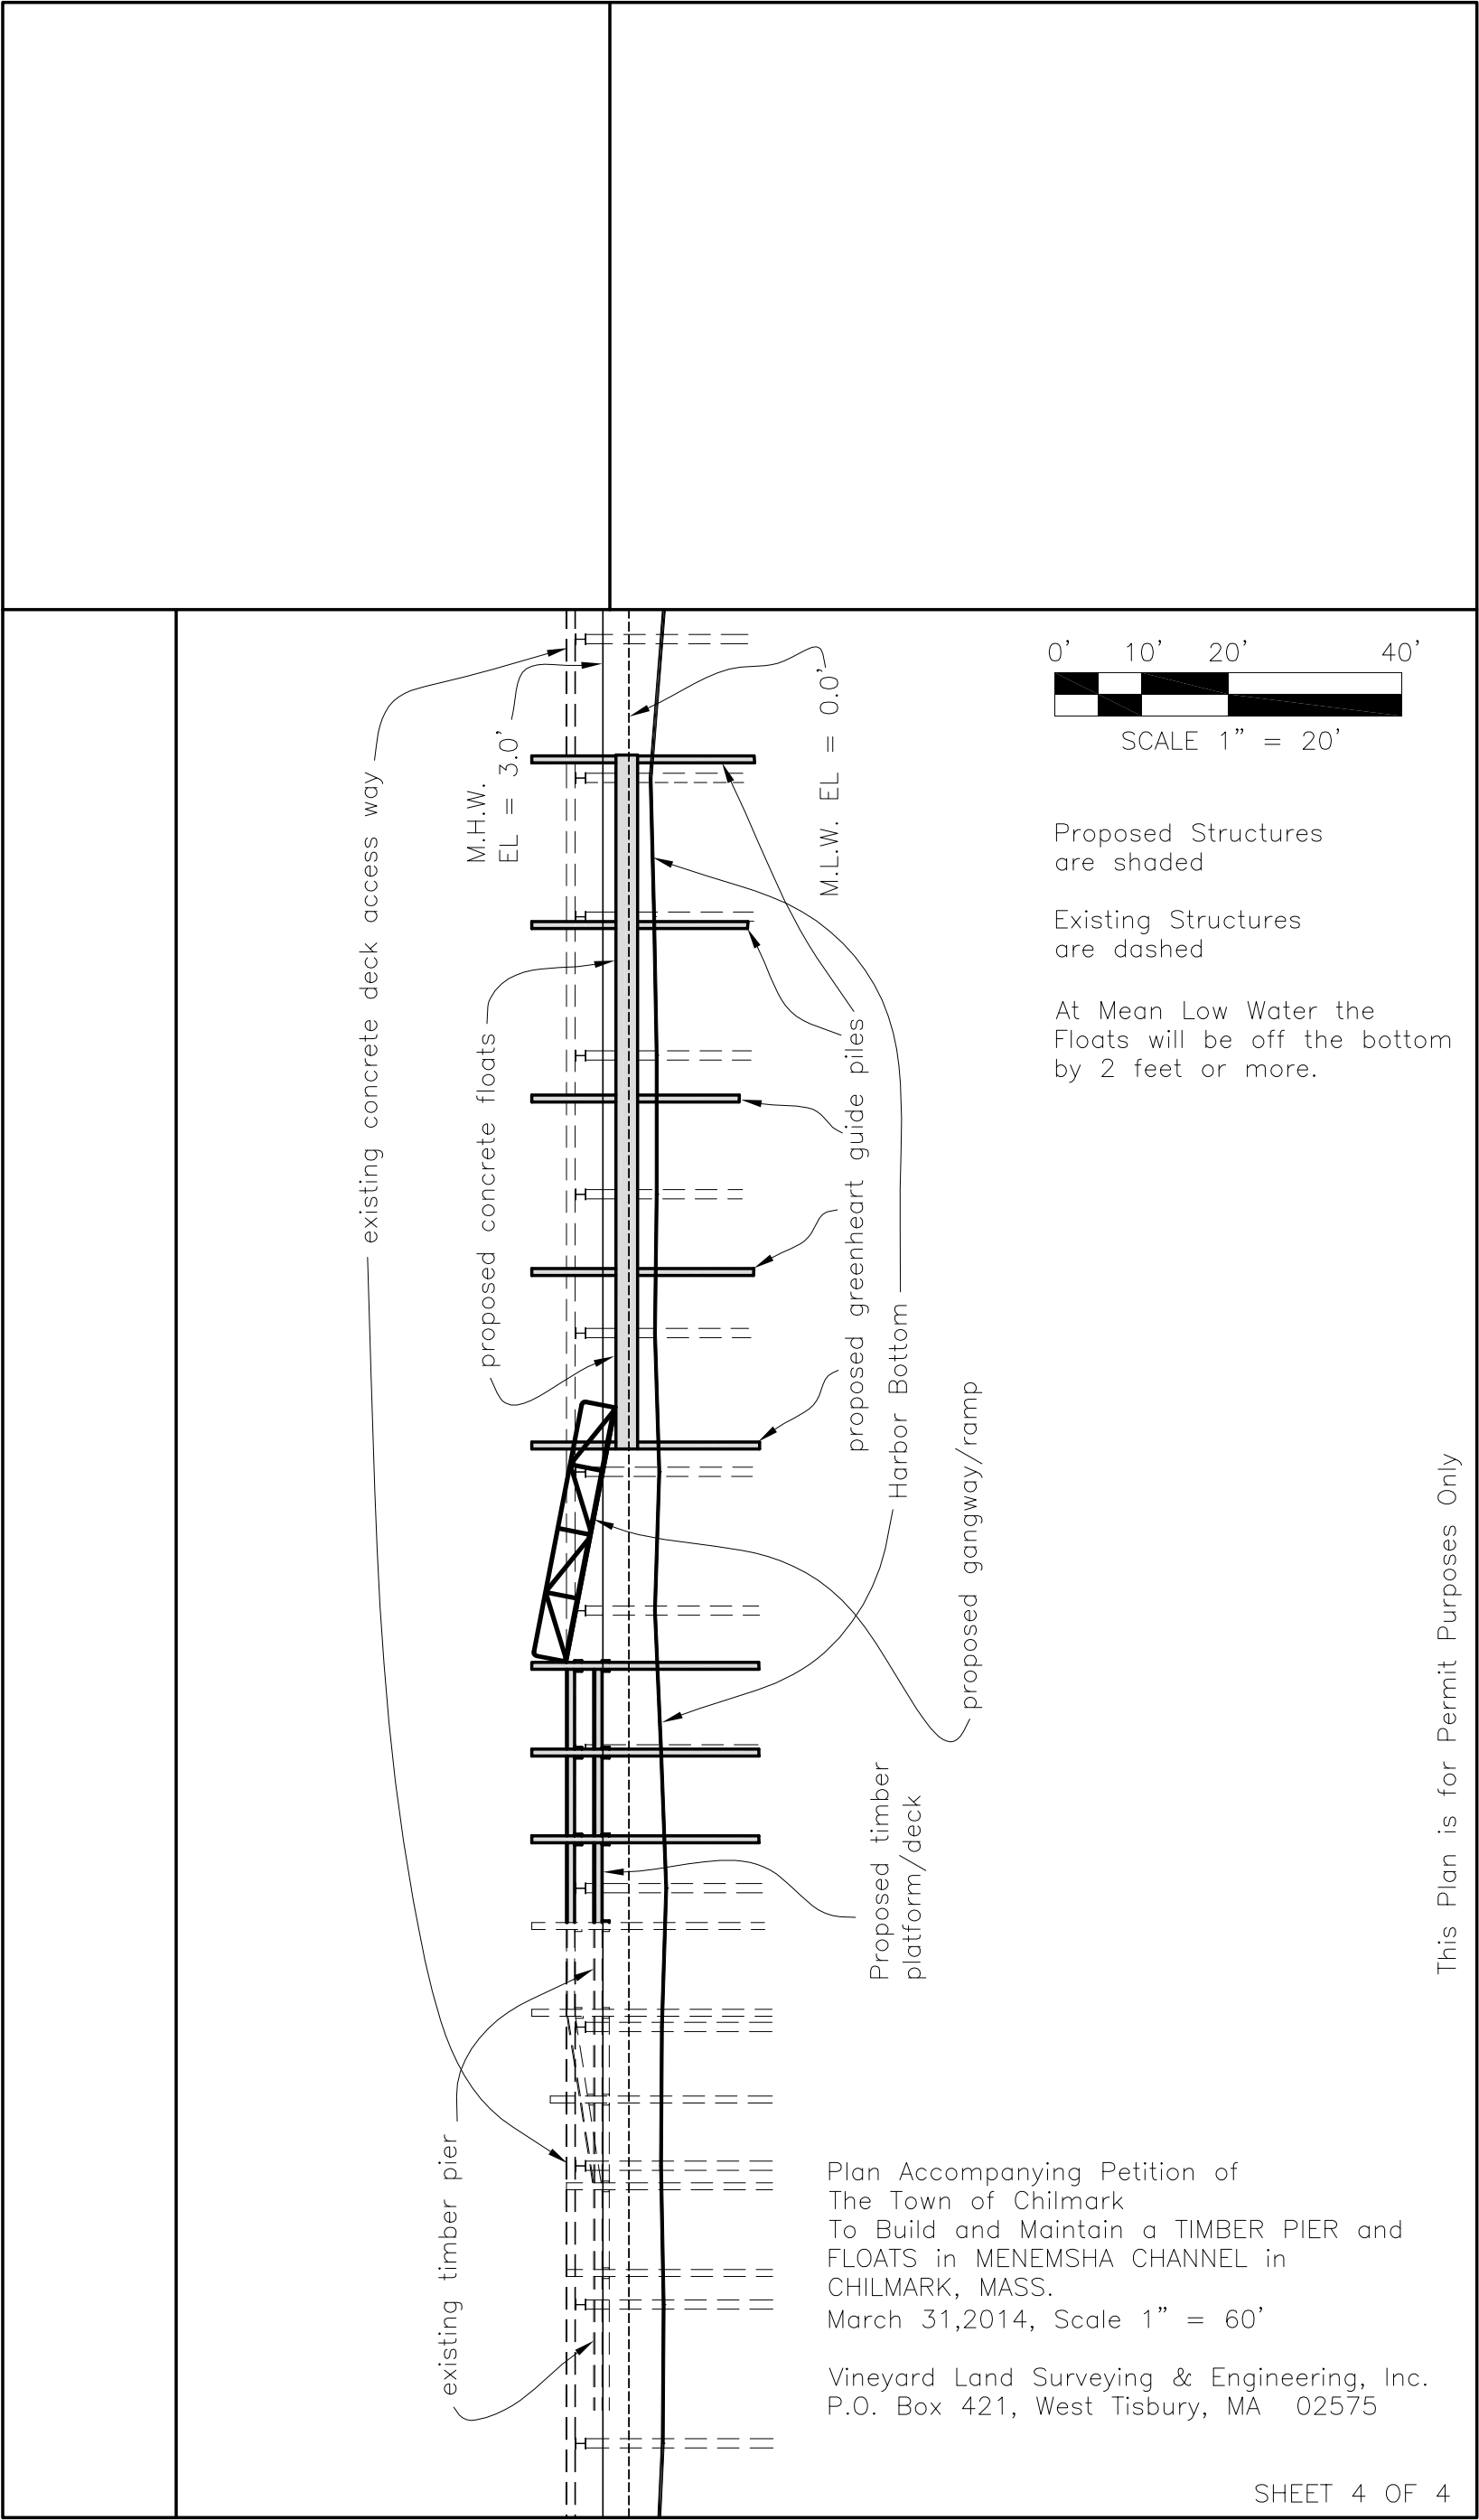 0' 10' 20' 40'
SCALE 1" = 20'
Proposed Structures
are shaded
Existing Structures
are dashed
At Mean Low Water the
Floats will be off the bottom
by 2 feet or more.
existing concrete deck access way
M.H.W.
EL = 3.0'
M.L.W. EL = 0.0'
proposed concrete floats
proposed greenheart guide piles
Harbor Bottom
proposed gangway/ramp
Proposed timber
platform/deck
existing timber pier
This Plan is for Permit Purposes Only
Plan Accompanying Petition of
The Town of Chilmark
To Build and Maintain a TIMBER PIER and
FLOATS in MENEMSHA CHANNEL in
CHILMARK, MASS.
March 31,2014, Scale 1" = 60'
Vineyard Land Surveying & Engineering, Inc.
P.O. Box 421, West Tisbury, MA 02575
SHEET 4 OF 4